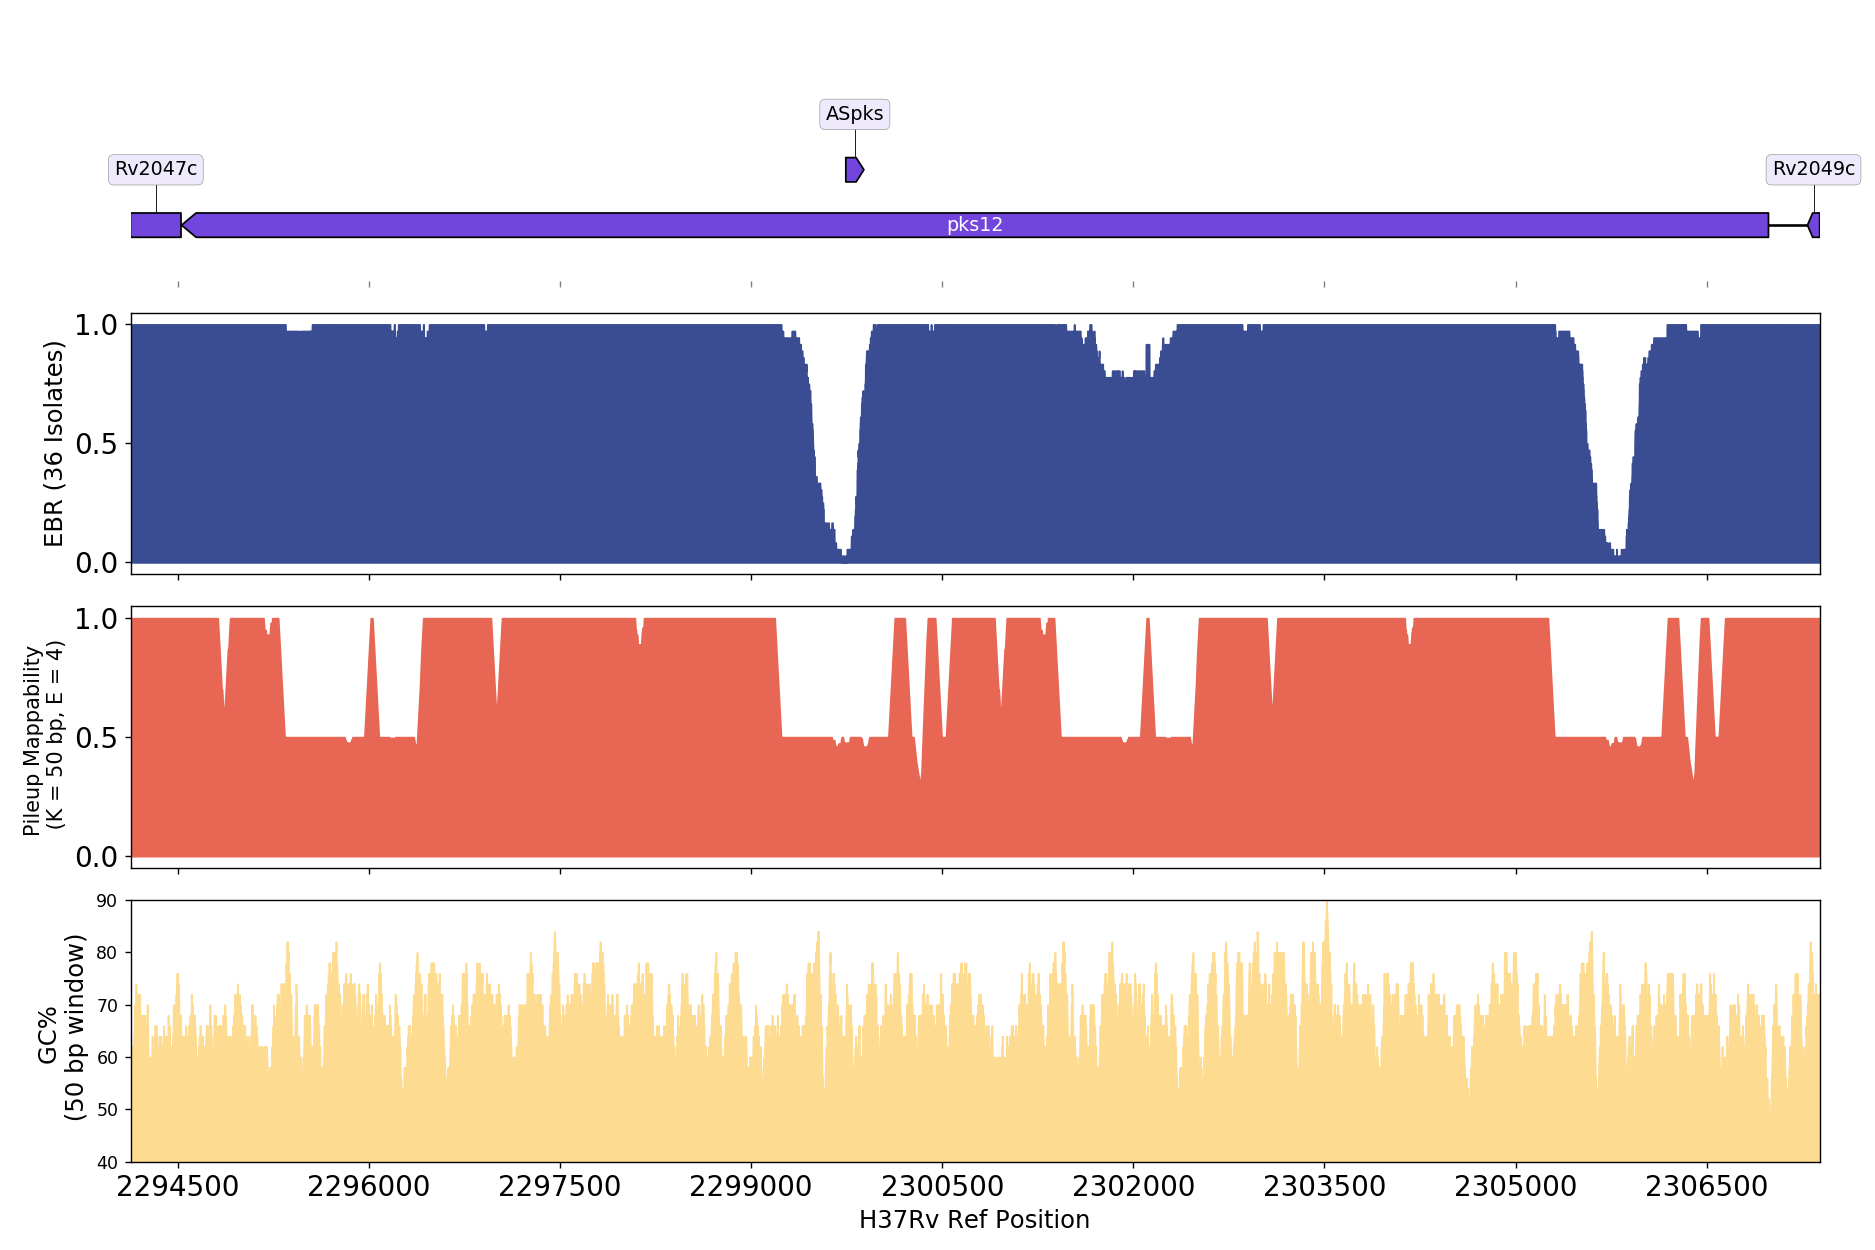 ASpks
Rv2047c
Rv2049c
pks12
1.0
0.5
0.0
EBR (36 Isolates)
1.0
0.5
0.0
Pileup Mappability
(K = 50 bp, E = 4)
90
80
70
60
50
40
GC%
(50 bp window)
2294500 2296000 2297500 2299000 2300500 2302000 2303500 2305000 2306500
H37Rv Ref Position